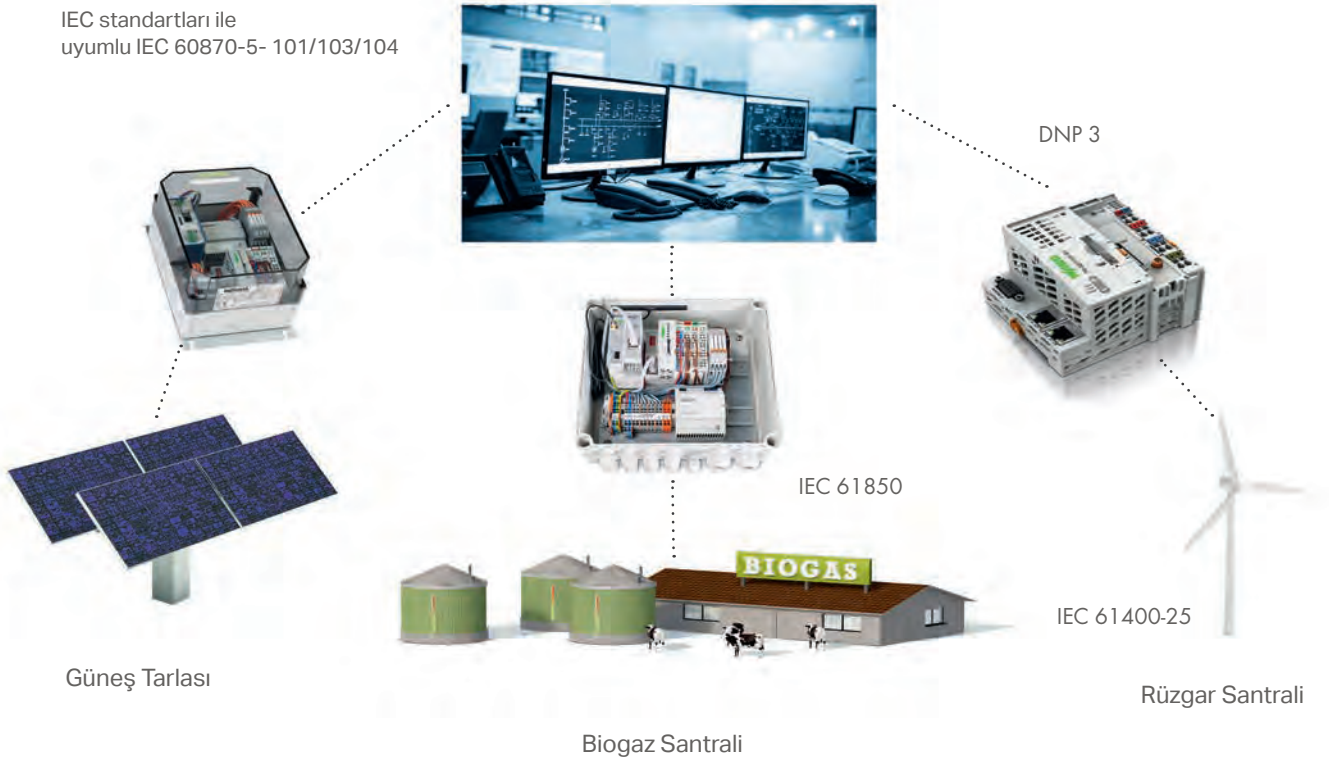 IEC standartları ile
uyumlu IEC 60870-5- 101/103/104
DNP 3
IEC 61850
BIOGAS
IEC 61400-25
Güneş Tarlası
Rüzgar Santrali
Biogaz Santrali